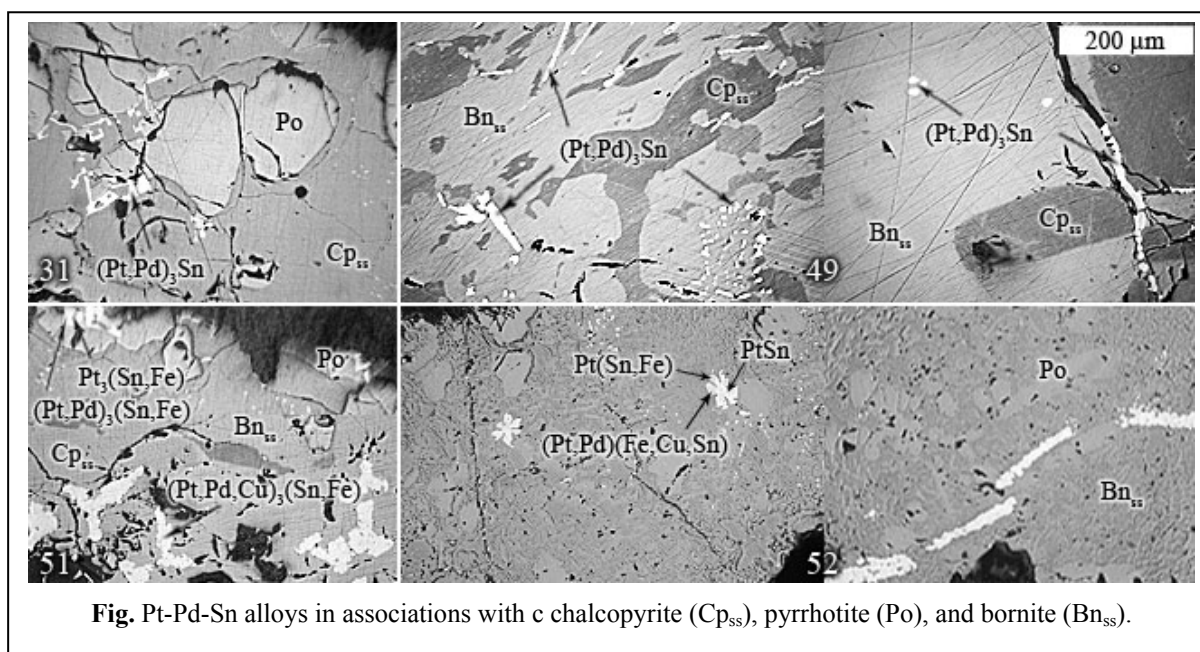 200 µm
Po
(Pt,Pd)₃Sn
Cpss
31
Bnss
Cpss
(Pt,Pd)₃Sn
49
(Pt,Pd)₃Sn
Bnss
Cpss
Pt₃(Sn,Fe)
(Pt,Pd)₃(Sn,Fe)
Po
Bnss
Cpss
(Pt,Pd,Cu)₃(Sn,Fe)
51
Pt(Sn,Fe)
PtSn
(Pt,Pd)(Fe,Cu,Sn)
52
Po
Bnss
Fig. Pt-Pd-Sn alloys in associations with c chalcopyrite (Cpss), pyrrhotite (Po), and bornite (Bnss).